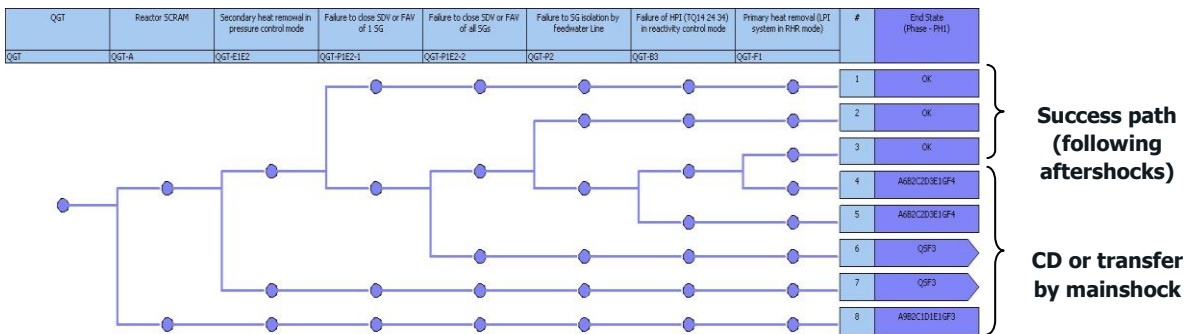 QGT
Reactor SCRAM
Secondary heat removal in
pressure control mode
Failure to close SDV or FAV
of 1 SG
Failure to close SDV or FAV
of all SGs
Failure to SG isolation by
feedwater Line
Failure of HPI (TQ14 24 34)
in reactivity control mode
Primary heat removal (LPI
system in RHR mode)
#
End State
(Phase - PH1)
QGT
QGT-A
QGT-E1E2
QGT-P1E2-1
QGT-P1E2-2
QGT-P2
QGT-B3
QGT-F1
1
OK
2
OK
3
OK
4
A6B2C2D3E1GF4
5
A6B2C2D3E1GF4
6
QSF3
7
QSF3
8
A9B2C1D1E1GF3
Success path
(following
aftershocks)
CD or transfer
by mainshock